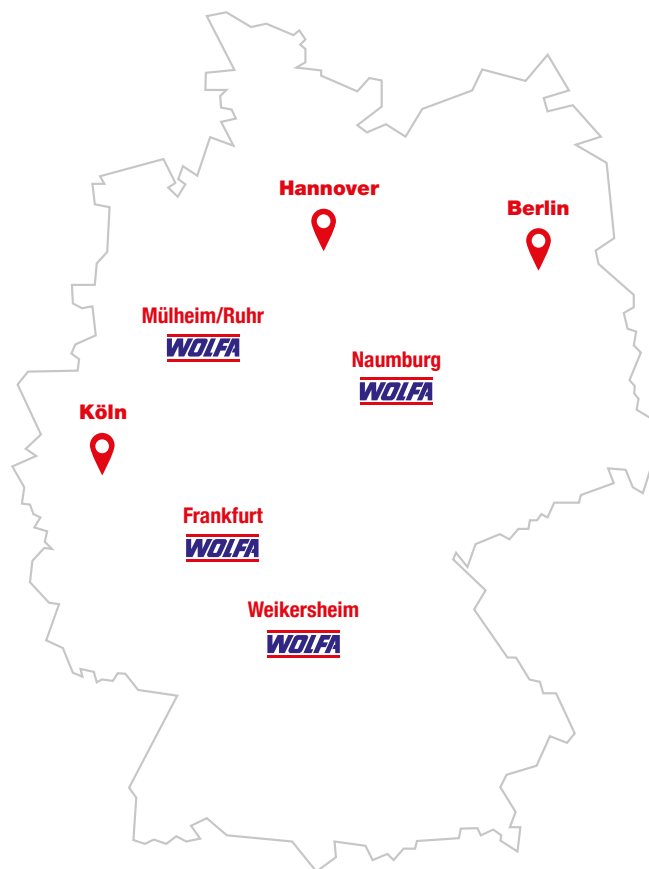 Hannover
Berlin
Mülheim/Ruhr
WOLFA
Naumburg
WOLFA
Köln
Frankfurt
WOLFA
Weikersheim
WOLFA